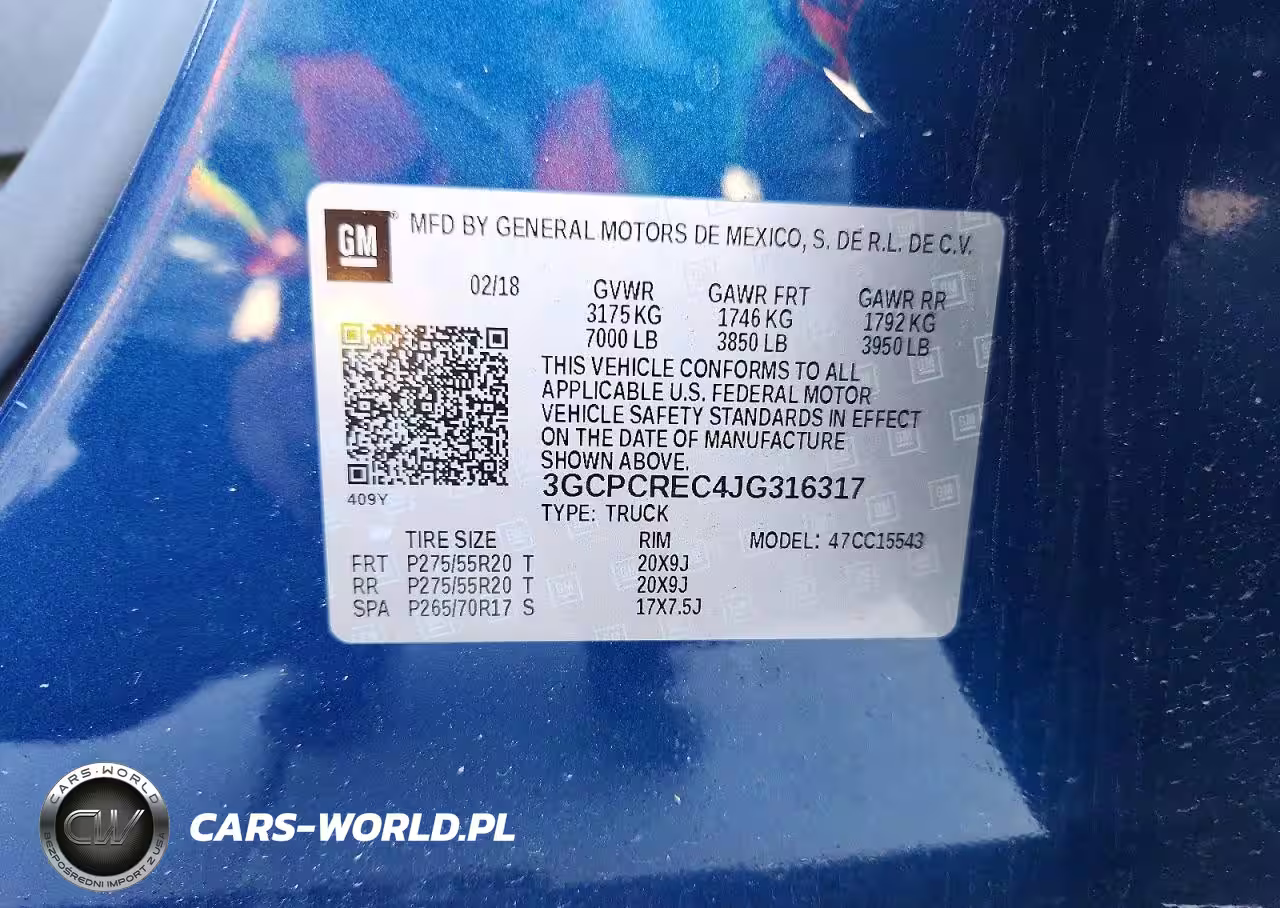 GM® MFD BY GENERAL MOTORS DE MEXICO, S. DE R.L. DE C.V.
02/18 GVWR GAWR FRT GAWR RR
3175 KG 1746 KG 1792 KG
7000 LB 3850 LB 3950 LB
THIS VEHICLE CONFORMS TO ALL
APPLICABLE U.S. FEDERAL MOTOR
VEHICLE SAFETY STANDARDS IN EFFECT
ON THE DATE OF MANUFACTURE
SHOWN ABOVE.
3GCPCREC4JG316317
409Y
TYPE: TRUCK
TIRE SIZE RIM MODEL: 47CC15543
FRT P275/55R20 T 20X9J
RR P275/55R20 T 20X9J
SPA P265/70R17 S 17X7.5J
CARS-WORLD
CW
BEZPOŚREDNI IMPORT Z USA
CARS-WORLD.PL